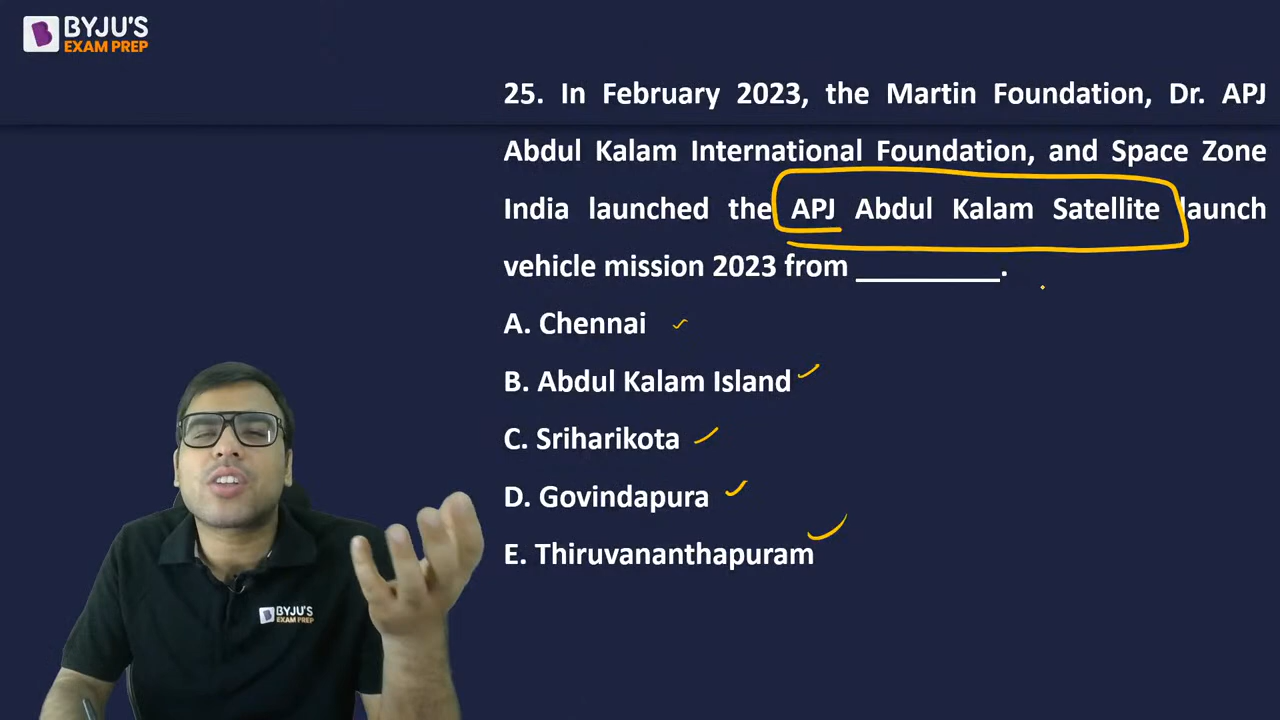 BYJU'S
EXAM PREP
25. In February 2023, the Martin Foundation, Dr. APJ
Abdul Kalam International Foundation, and Space Zone
India launched the APJ Abdul Kalam Satellite launch
vehicle mission 2023 from _________.
A. Chennai
B. Abdul Kalam Island
C. Sriharikota
D. Govindapura
E. Thiruvananthapuram
BYJU'S
EXAM PREP